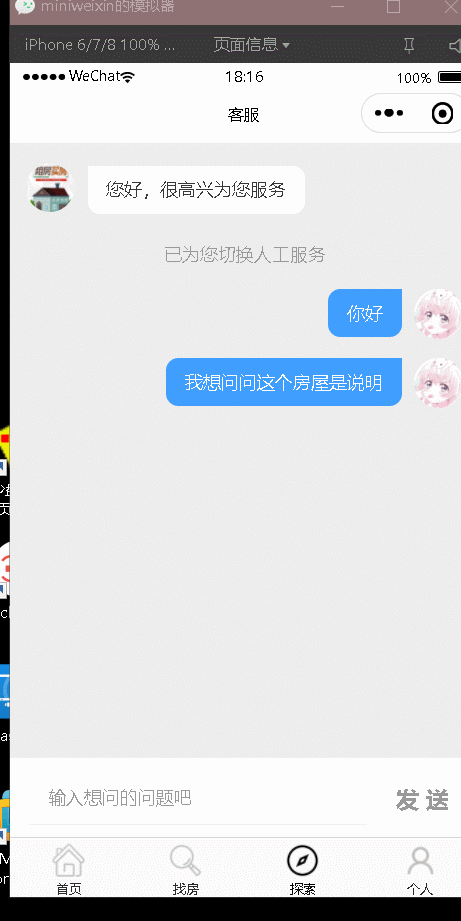 miniweixin的模拟器
iPhone 6/7/8 100% ...
页面信息
WeChat
18:16
100%
客服
您好，很高兴为您服务
已为您切换人工服务
你好
我想问问这个房屋是说明
输入想问的问题吧
发送
首页
找房
探索
个人